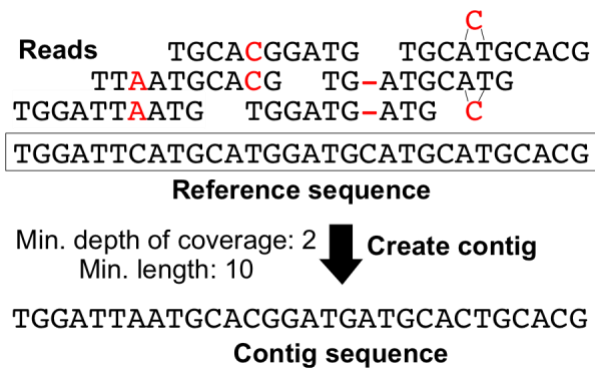 C
Reads TGCACGGATG TGCATGCACG
TTAATGCACG TG–ATGCATG
TGGATTAATG TGGATG–ATG C
TGGATTCATGCATGGATGCATGCATGCACG
Reference sequence
Min. depth of coverage: 2
Min. length: 10
Create contig
TGGATTAATGCACGGATGATGCACTGCACG
Contig sequence